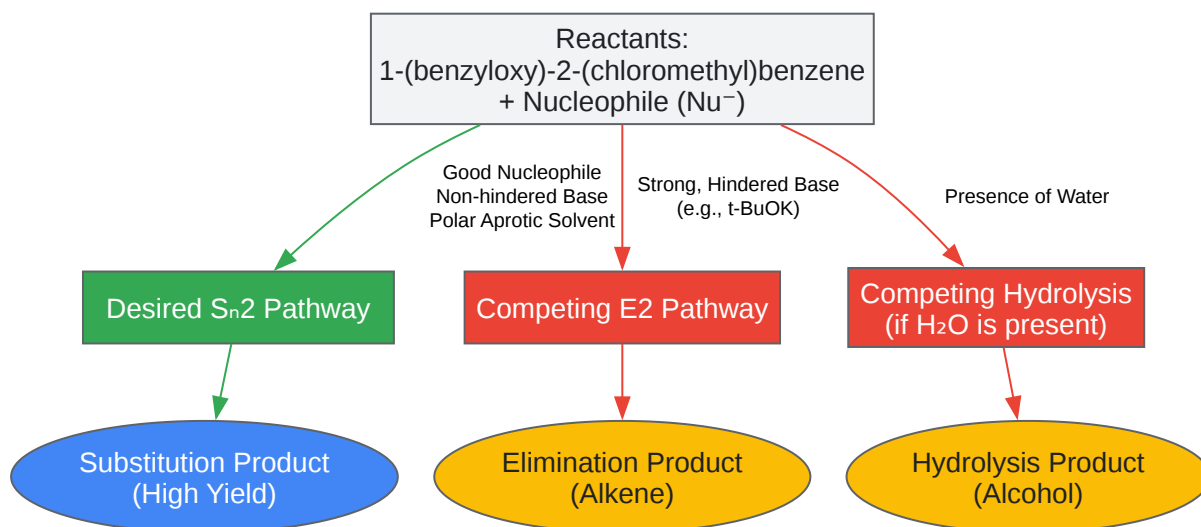 Reactants:
1-(benzyloxy)-2-(chloromethyl)benzene
+ Nucleophile (Nu⁻)
Good Nucleophile
Non-hindered Base
Polar Aprotic Solvent
Strong, Hindered Base
(e.g., t-BuOK)
Presence of Water
Desired Sₙ2 Pathway
Competing E2 Pathway
Competing Hydrolysis
(if H₂O is present)
Substitution Product
(High Yield)
Elimination Product
(Alkene)
Hydrolysis Product
(Alcohol)